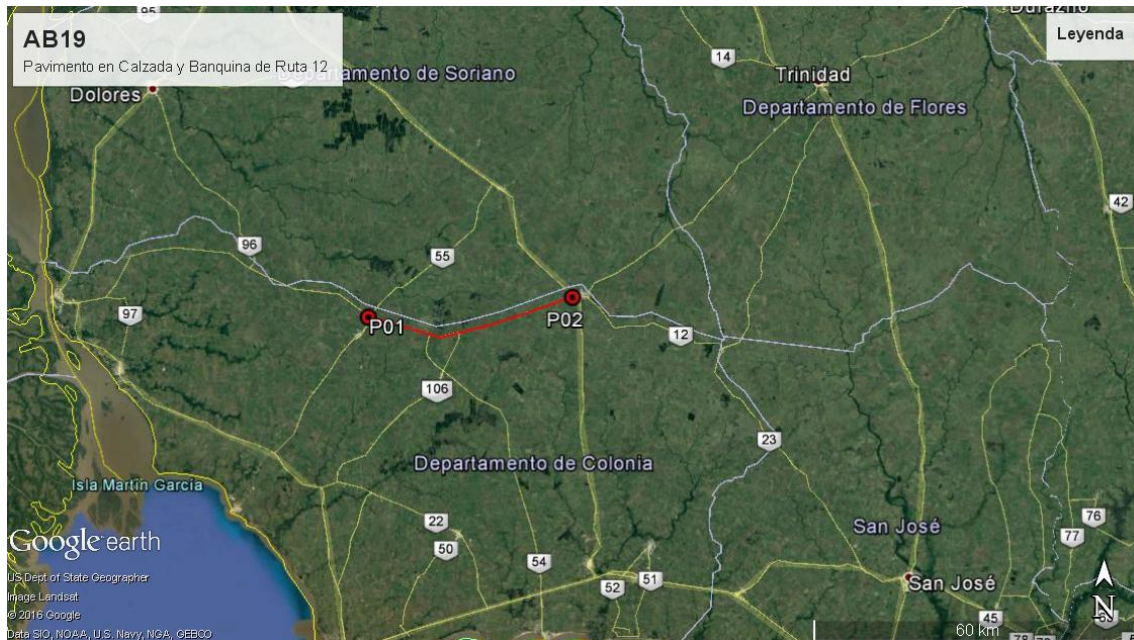 95
Durazno
AB19
Pavimento en Calzada y Banquina de Ruta 12
Leyenda
Departamento de Soriano
14
Trinidad
Dolores
Departamento de Flores
42
96
55
97
P01
P02
12
106
23
Departamento de Colonia
Isla Martín García
22
San José
76
Google earth
50
77
54
US Dept of State Geographer
52
51
San José
Image Landsat
© 2016 Google
45
N
60 km
78
Data SIO, NOAA, U.S. Navy, NGA, GEBCO